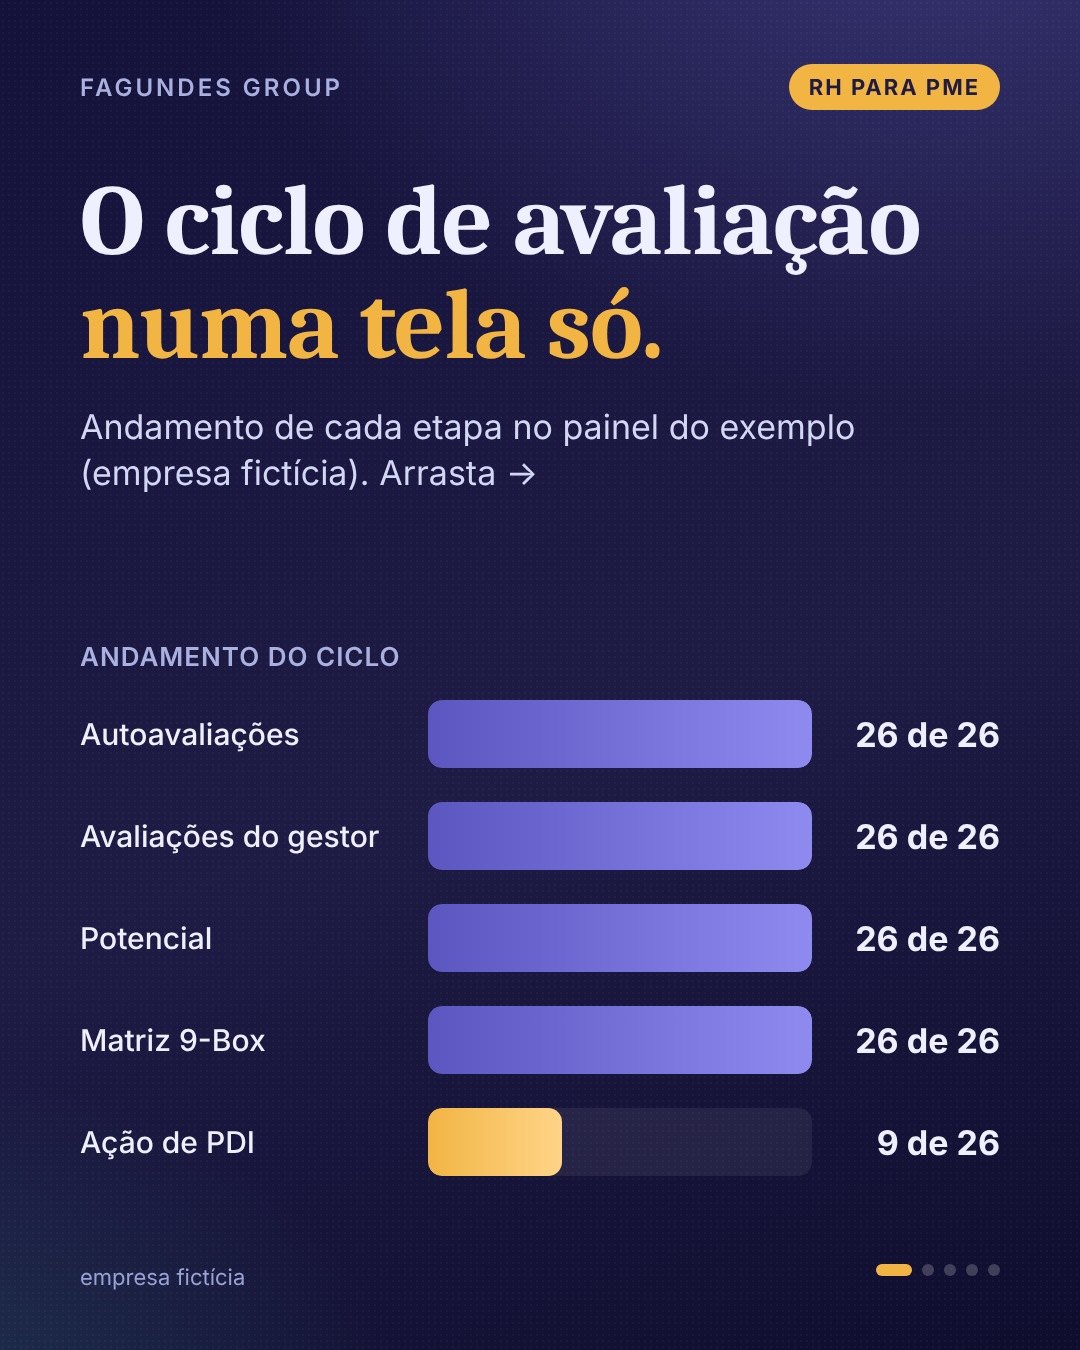 FAGUNDES GROUP
RH PARA PME
O ciclo de avaliação
numa tela só.
Andamento de cada etapa no painel do exemplo
(empresa fictícia). Arrasta →
ANDAMENTO DO CICLO
Autoavaliações 26 de 26
Avaliações do gestor 26 de 26
Potencial 26 de 26
Matriz 9-Box 26 de 26
Ação de PDI 9 de 26
empresa fictícia